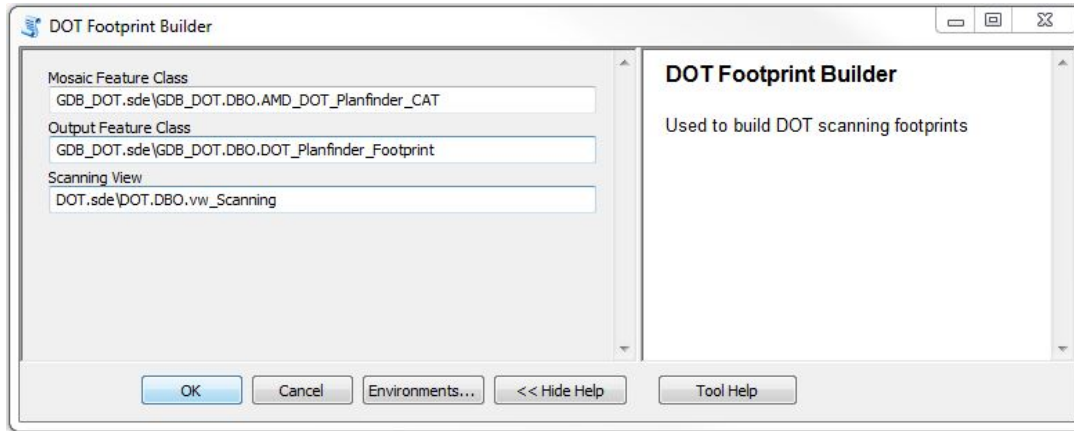 DOT Footprint Builder
Mosaic Feature Class
GDB_DOT.sde\GDB_DOT.DBO.AMD_DOT_Planfinder_CAT
Output Feature Class
GDB_DOT.sde\GDB_DOT.DBO.DOT_Planfinder_Footprint
Scanning View
DOT.sde\DOT.DBO.vw_Scanning
DOT Footprint Builder
Used to build DOT scanning footprints
OK Cancel Environments... << Hide Help Tool Help